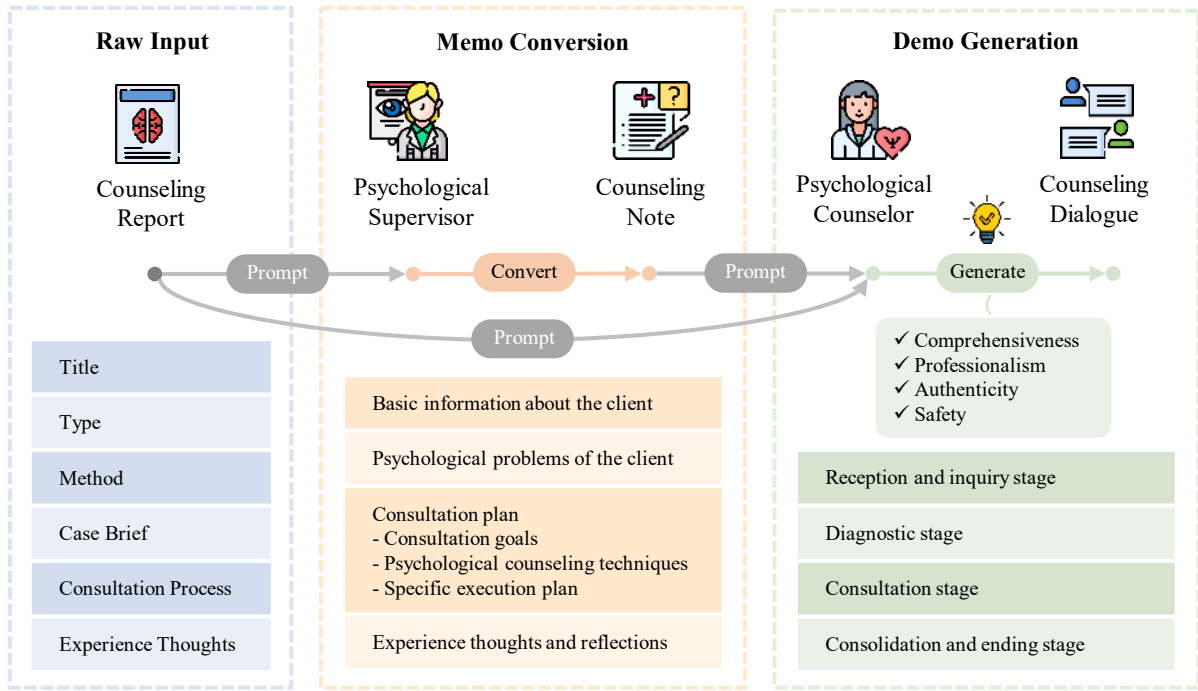 Raw Input
Memo Conversion
Demo Generation
Counseling
Report
Psychological
Supervisor
?
Counseling
Note
Psychological
Counselor
Counseling
Dialogue
Prompt
Convert
Prompt
Generate
Prompt
✓ Comprehensiveness
✓ Professionalism
✓ Authenticity
✓ Safety
Title
Type
Method
Case Brief
Consultation Process
Experience Thoughts
Basic information about the client
Psychological problems of the client
Consultation plan
- Consultation goals
- Psychological counseling techniques
- Specific execution plan
Experience thoughts and reflections
Reception and inquiry stage
Diagnostic stage
Consultation stage
Consolidation and ending stage